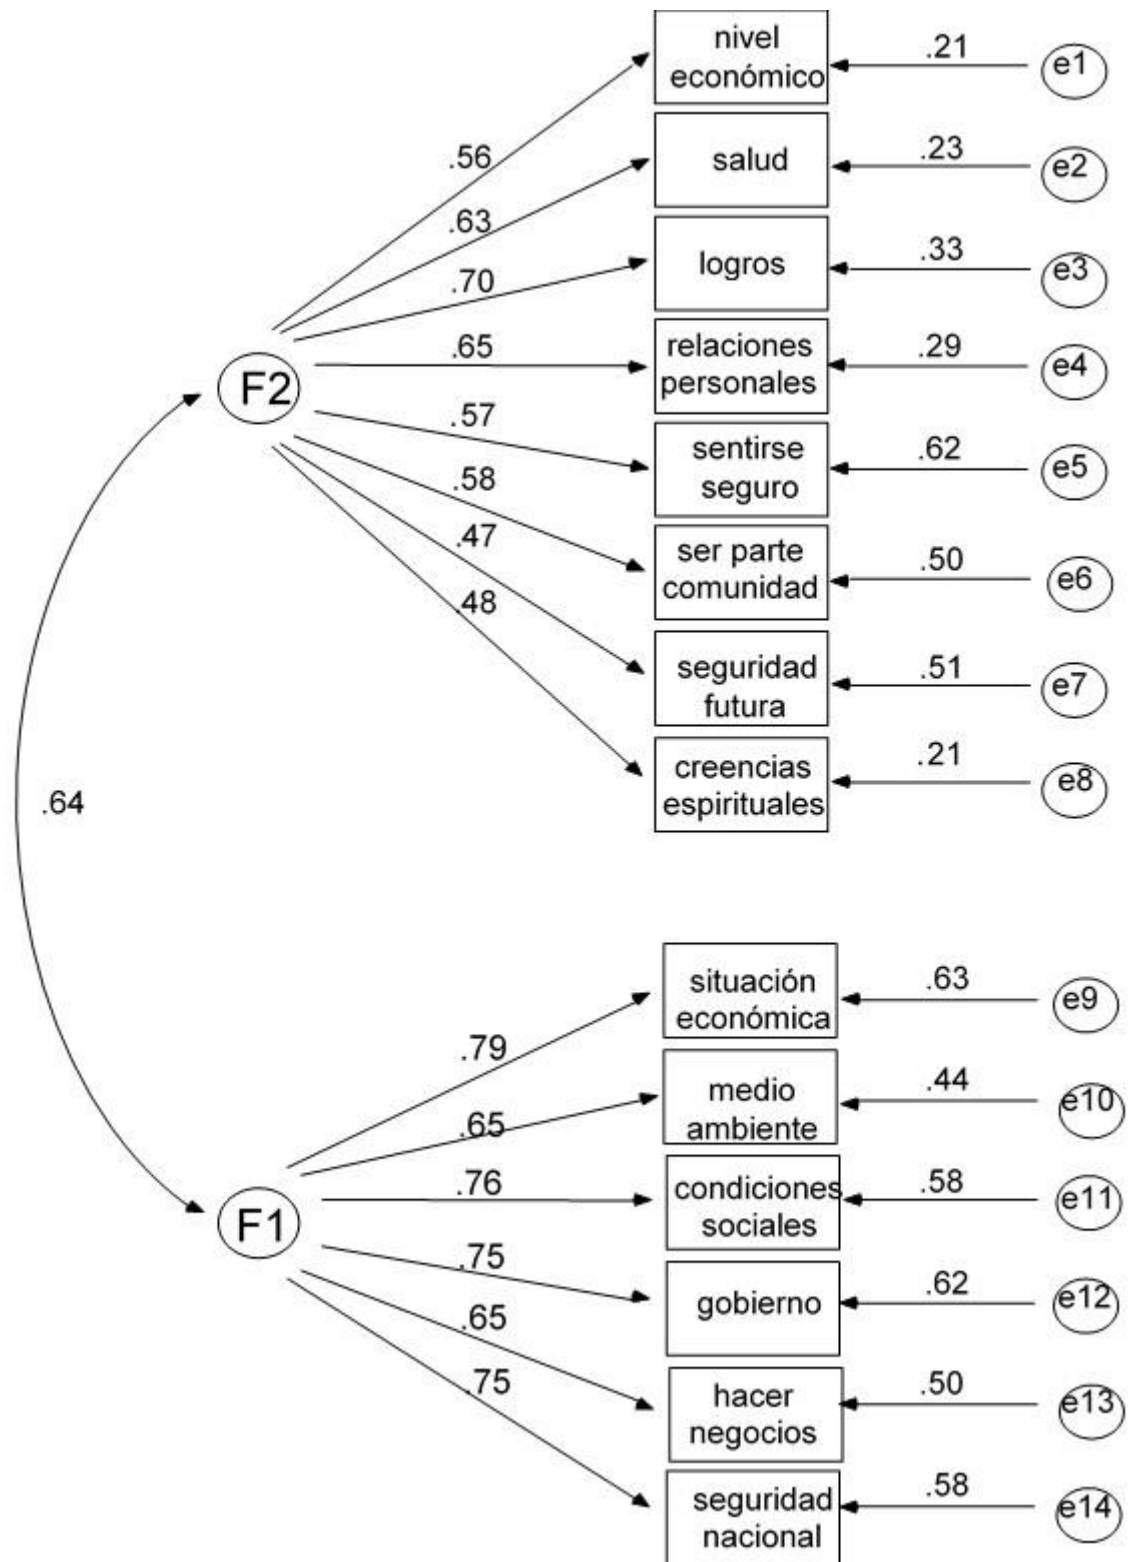 nivel
económico
.21
e1
.56
salud
.23
e2
.63
logros
.33
e3
.70
relaciones
personales
.29
e4
.65
F2
sentirse
seguro
.62
e5
.57
ser parte
comunidad
.50
e6
.58
seguridad
futura
.51
e7
.47
creencias
espirituales
.21
e8
.48
.64
situación
económica
.63
e9
.79
medio
ambiente
.44
e10
.65
condiciones
sociales
.58
e11
.76
F1
gobierno
.62
e12
.75
hacer
negocios
.50
e13
.65
seguridad
nacional
.58
e14
.75